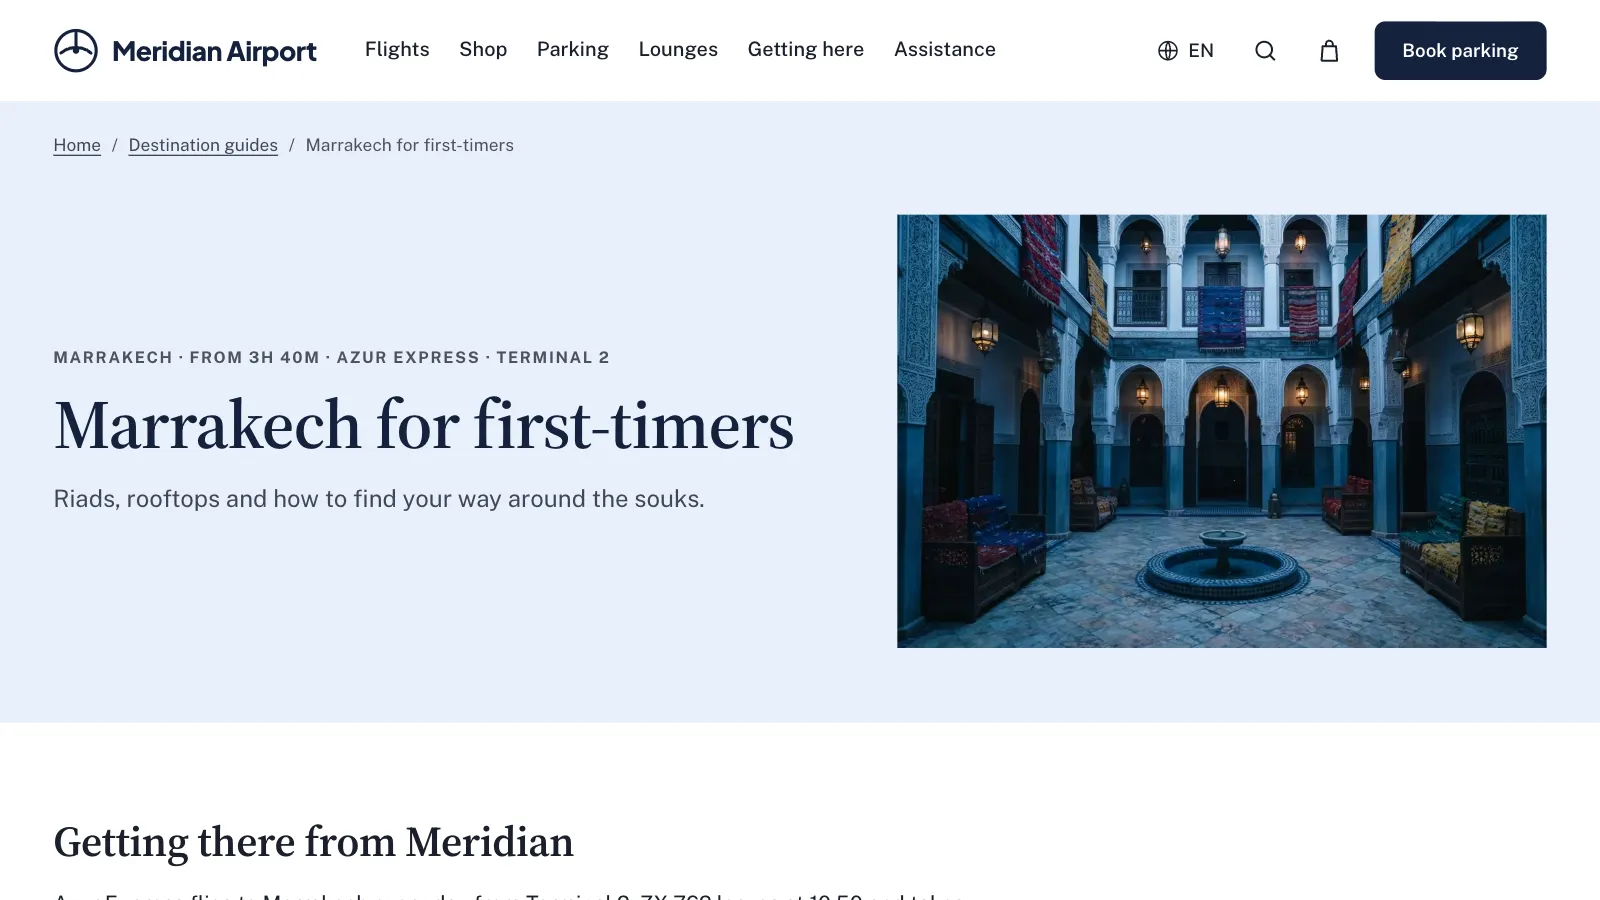 Meridian Airport
Flights
Shop
Parking
Lounges
Getting here
Assistance
EN
Book parking
Home / Destination guides / Marrakech for first-timers
MARRAKECH · FROM 3H 40M · AZUR EXPRESS · TERMINAL 2
Marrakech for first-timers
Riads, rooftops and how to find your way around the souks.
Getting there from Meridian